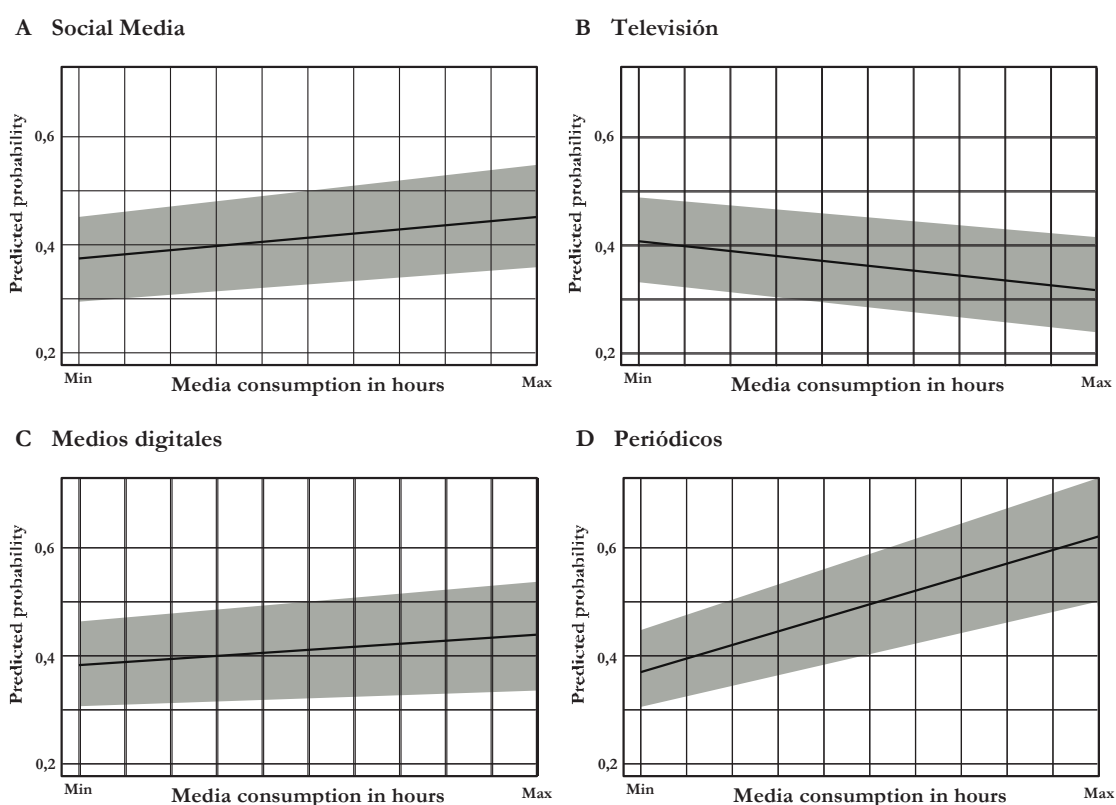 A Social Media
B Televisión
Predicted probability
0,6
0,4
0,2
Min
Media consumption in hours
Max
Predicted probability
0,6
0,4
0,2
Min
Media consumption in hours
Max
C Medios digitales
D Periódicos
Predicted probability
0,6
0,4
0,2
Min
Media consumption in hours
Max
Predicted probability
0,6
0,4
0,2
Min
Media consumption in hours
Max